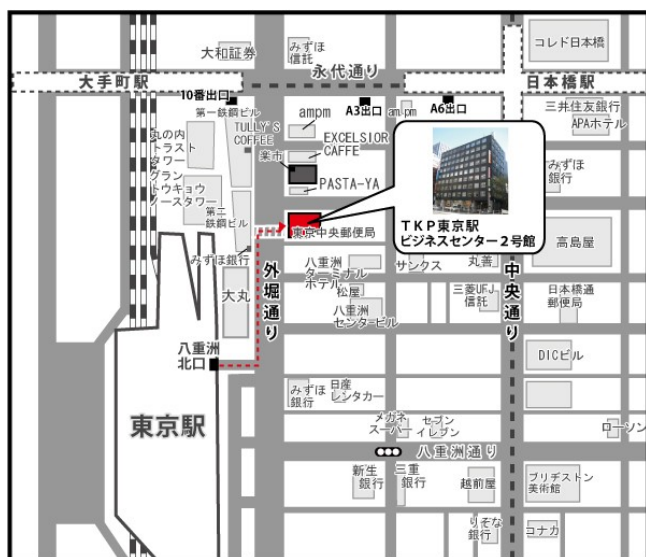 コレド日本橋
大和証券
みずほ
信託
永代通り
大手町駅
日本橋駅
10番出口
第一鉄鋼ビル
ampm
A3出口
am pm
A6出口
三井住友銀行
APAホテル
TULLY'S
COFFEE
丸の内
トラスト
タワー
EXCELSIOR
CAFFE
楽市
PASTA-YA
グラン
トウキョウ
ノースタワー
みずほ
銀行
第二
鉄鋼ビル
TKP東京駅
ビジネスセンター2号館
東京中央郵便局
高島屋
みずほ銀行
八重洲
ターミナル
ホテル
サンクス
丸善
大丸
外堀通り
中央通り
松屋
八重洲
センタービル
三菱UFJ
信託
日本橋通
郵便局
八重洲
北口
DICビル
東京駅
みずほ
銀行
日産
レンタカー
メガネ
スーパー
セブン
イレブン
ローソン
八重洲通り
新生
銀行
三重
銀行
越前屋
ブリヂストン
美術館
りそな
銀行
コナカ